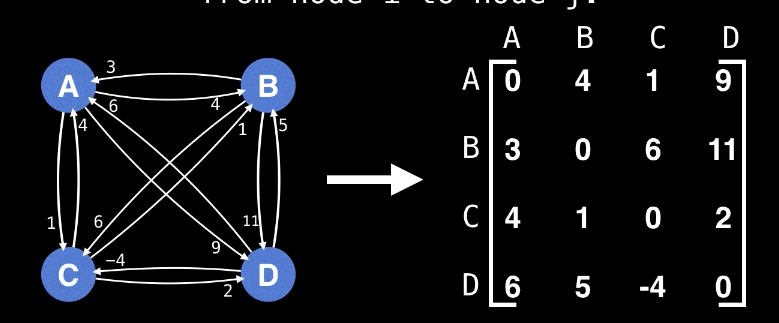 from node i to node j.
A B C D
3
A B A 0 4 1 9
6 4
4 1 5
B 3 0 6 11
1 6 11
C 4 1 0 2
9
-4
C D
2
D 6 5 -4 0